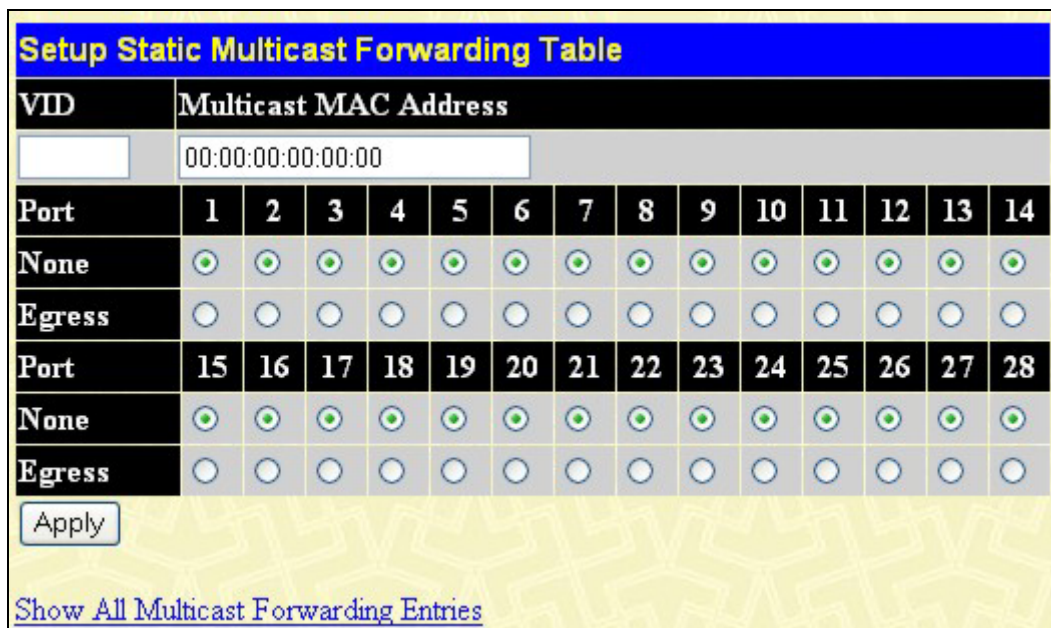 Setup Static Multicast Forwarding Table
VID Multicast MAC Address
00:00:00:00:00:00
Port 1 2 3 4 5 6 7 8 9 10 11 12 13 14
None
Egress
Port 15 16 17 18 19 20 21 22 23 24 25 26 27 28
None
Egress
Apply
Show All Multicast Forwarding Entries